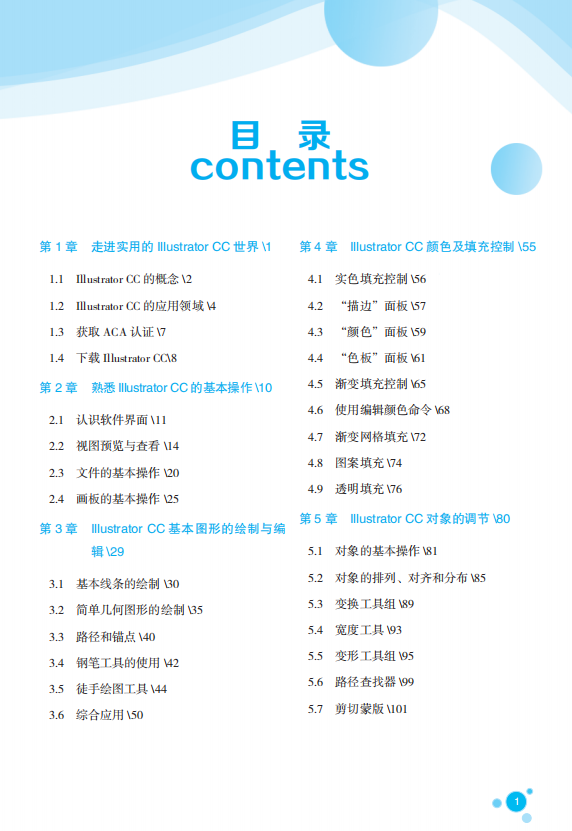 目 录
contents
第 1 章 走进实用的 Illustrator CC 世界 \1
1.1 Illustrator CC 的概念 \2
1.2 Illustrator CC 的应用领域 \4
1.3 获取 ACA 认证 \7
1.4 下载 Illustrator CC\8
第 2 章 熟悉 Illustrator CC 的基本操作 \10
2.1 认识软件界面 \11
2.2 视图预览与查看 \14
2.3 文件的基本操作 \20
2.4 画板的基本操作 \25
第 3 章 Illustrator CC 基本图形的绘制与编
辑 \29
3.1 基本线条的绘制 \30
3.2 简单几何图形的绘制 \35
3.3 路径和锚点 \40
3.4 钢笔工具的使用 \42
3.5 徒手绘图工具 \44
3.6 综合应用 \50
第 4 章 Illustrator CC 颜色及填充控制 \55
4.1 实色填充控制 \56
4.2 “描边”面板 \57
4.3 “颜色”面板 \59
4.4 “色板”面板 \61
4.5 渐变填充控制 \65
4.6 使用编辑颜色命令 \68
4.7 渐变网格填充 \72
4.8 图案填充 \74
4.9 透明填充 \76
第 5 章 Illustrator CC 对象的调节 \80
5.1 对象的基本操作 \81
5.2 对象的排列、对齐和分布 \85
5.3 变换工具组 \89
5.4 宽度工具 \93
5.5 变形工具组 \95
5.6 路径查找器 \99
5.7 剪切蒙版 \101
1